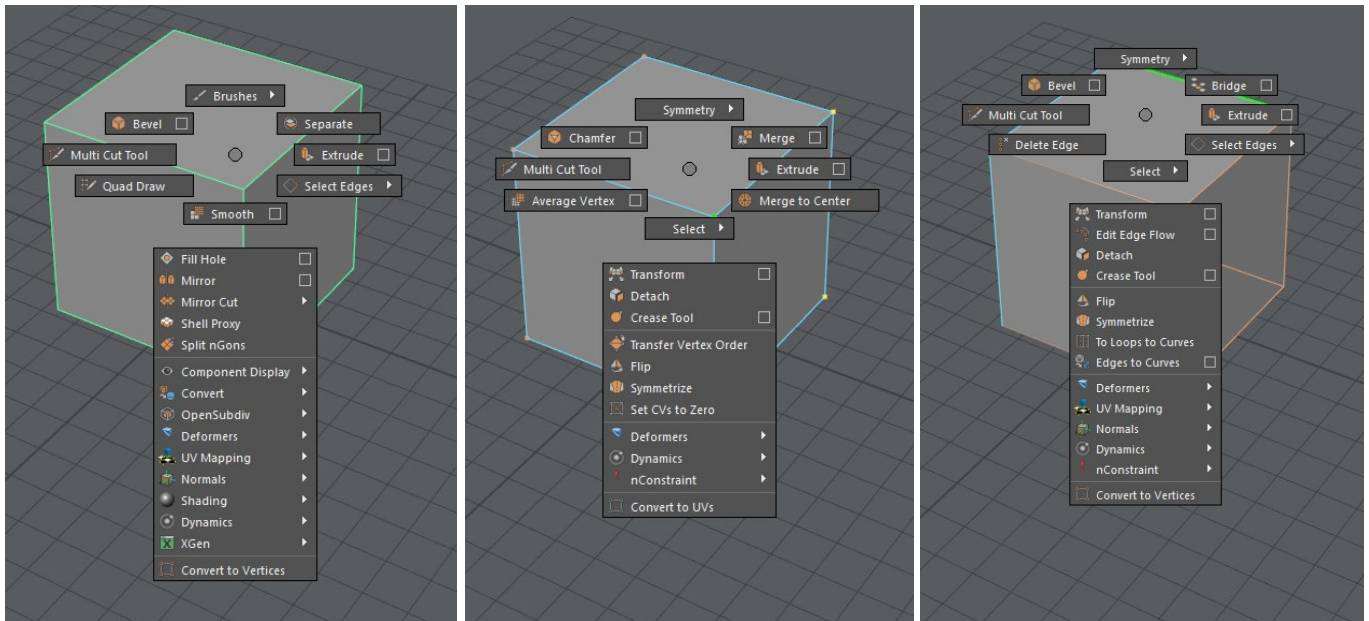 Brushes
Bevel
Separate
Multi Cut Tool
Extrude
Quad Draw
Select Edges
Smooth
Fill Hole
Mirror
Mirror Cut
Shell Proxy
Split nGons
Component Display
Convert
OpenSubdiv
Deformers
UV Mapping
Normals
Shading
Dynamics
XGen
Convert to Vertices
Symmetry
Chamfer
Merge
Multi Cut Tool
Extrude
Average Vertex
Merge to Center
Select
Transform
Detach
Crease Tool
Transfer Vertex Order
Flip
Symmetrize
Set CVs to Zero
Deformers
Dynamics
nConstraint
Convert to UVs
Symmetry
Bevel
Bridge
Multi Cut Tool
Extrude
Delete Edge
Select Edges
Select
Transform
Edit Edge Flow
Detach
Crease Tool
Flip
Symmetrize
To Loops to Curves
Edges to Curves
Deformers
UV Mapping
Normals
Dynamics
nConstraint
Convert to Vertices